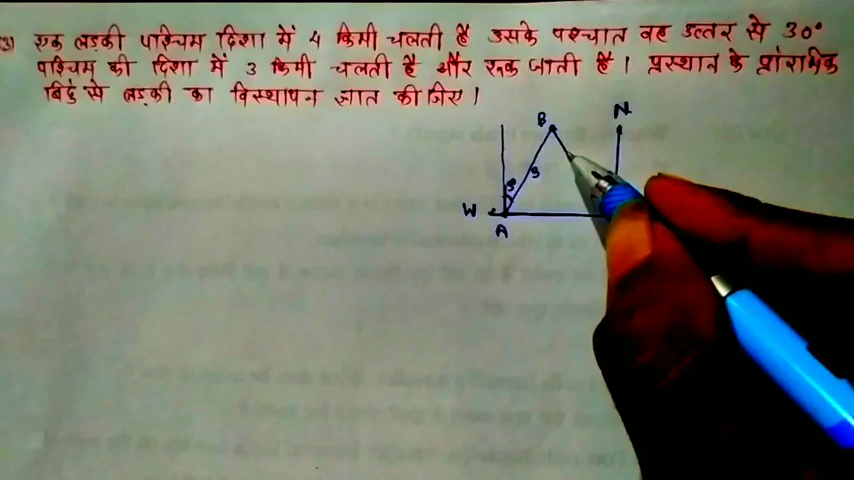 3) एक लड़की पश्चिम दिशा में 4 किमी चलती है उसके पश्चात वह उत्तर से 30°
पश्चिम की दिशा में 3 किमी चलती है और रूक जाती है। प्रस्थान के प्रारंभिक
बिंदु से लड़की का विस्थापन ज्ञात कीजिए।
B N
3
W
A